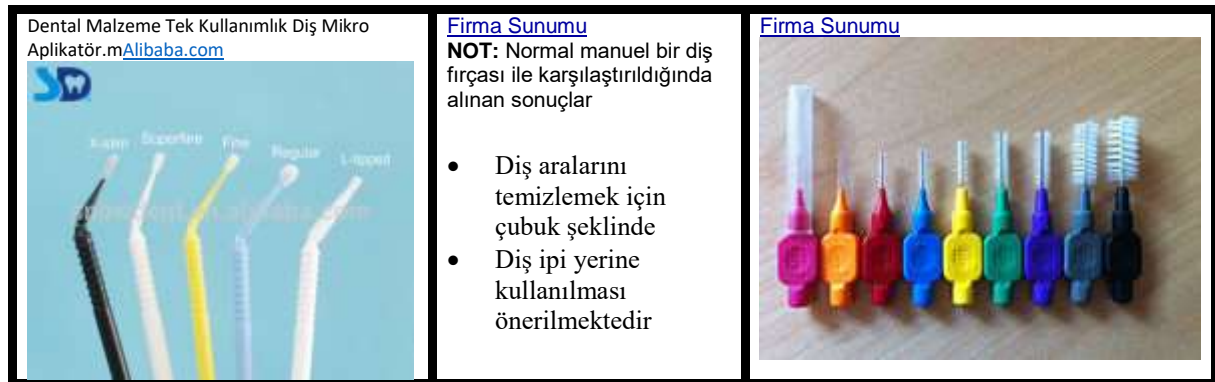 Dental Malzeme Tek Kullanımlık Diş Mikro
Aplikatör.mAlibaba.com
SD
Superfine
Fine
Regular
L-tipped
Firma Sunumu
NOT: Normal manuel bir diş
fırçası ile karşılaştırıldığında
alınan sonuçlar
• Diş aralarını
temizlemek için
çubuk şeklinde
• Diş ipi yerine
kullanılması
önerilmektedir
Firma Sunumu